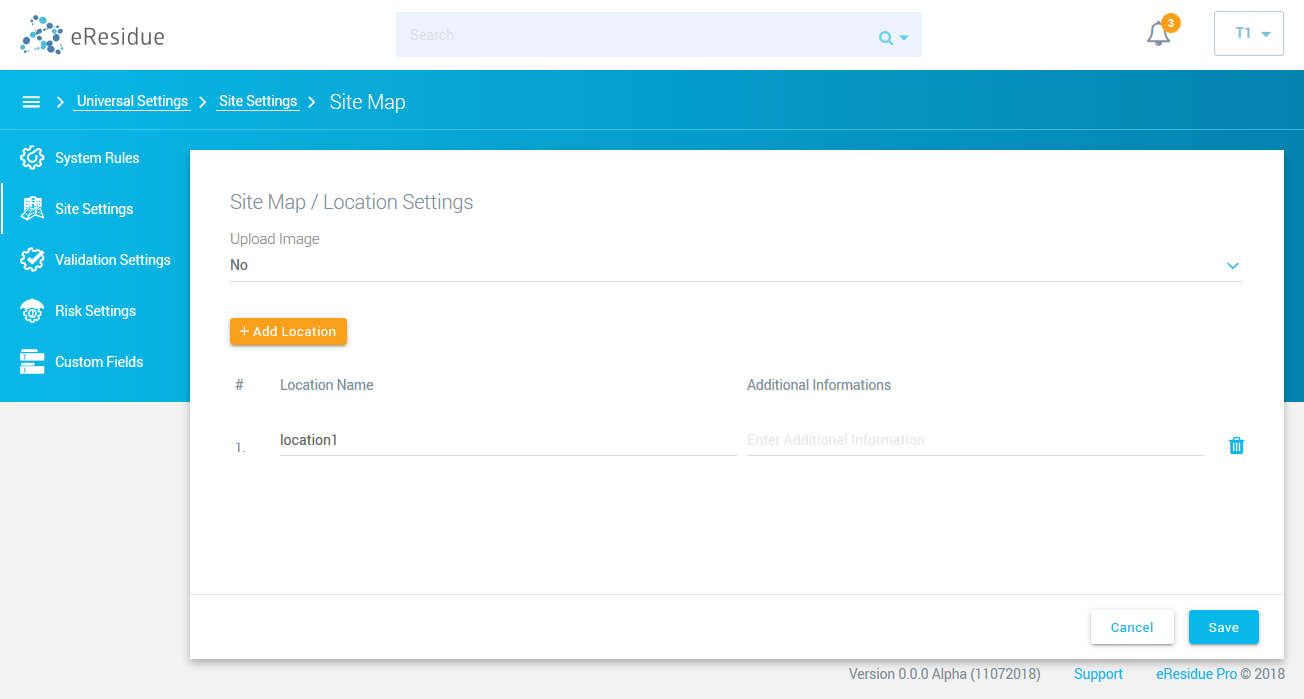 eResidue
Search
3
T1
Universal Settings Site Settings Site Map
System Rules
Site Settings
Validation Settings
Risk Settings
Custom Fields
Site Map / Location Settings
Upload Image
No
+ Add Location
# Location Name Additional Informations
1. location1 Enter Additional Information
Cancel Save
Version 0.0.0 Alpha (11072018) Support eResidue Pro © 2018